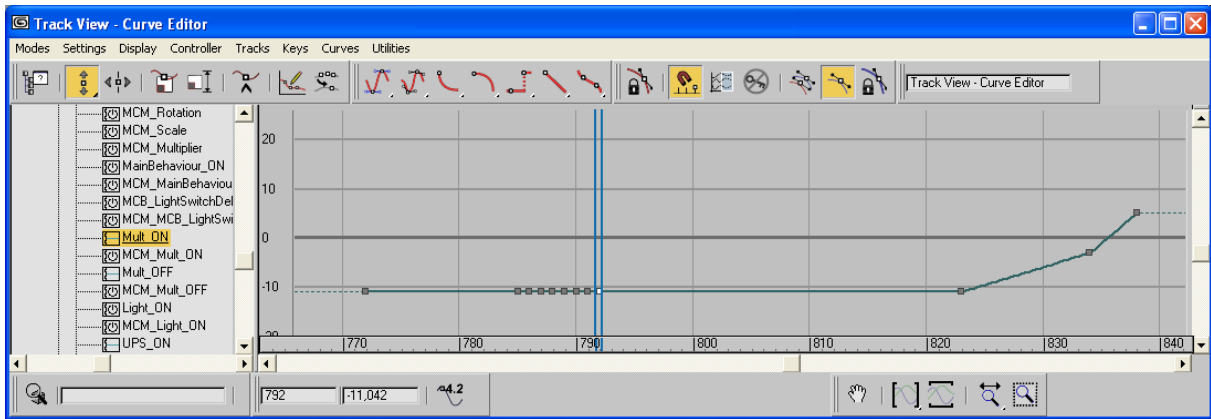 Track View - Curve Editor
Modes Settings Display Controller Tracks Keys Curves Utilities
Track View - Curve Editor
MCM_Rotation
MCM_Scale
MCM_Multiplier
MainBehaviour_ON
MCM_MainBehaviou
MCB_LightSwitchDel
MCM_MCB_LightSwi
Mult_ON
MCM_Mult_ON
Mult_OFF
MCM_Mult_OFF
Light_ON
MCM_Light_ON
UPS_ON
20
10
0
-10
-20
770 780 790 800 810 820 830 840
792 -11,042 4.2